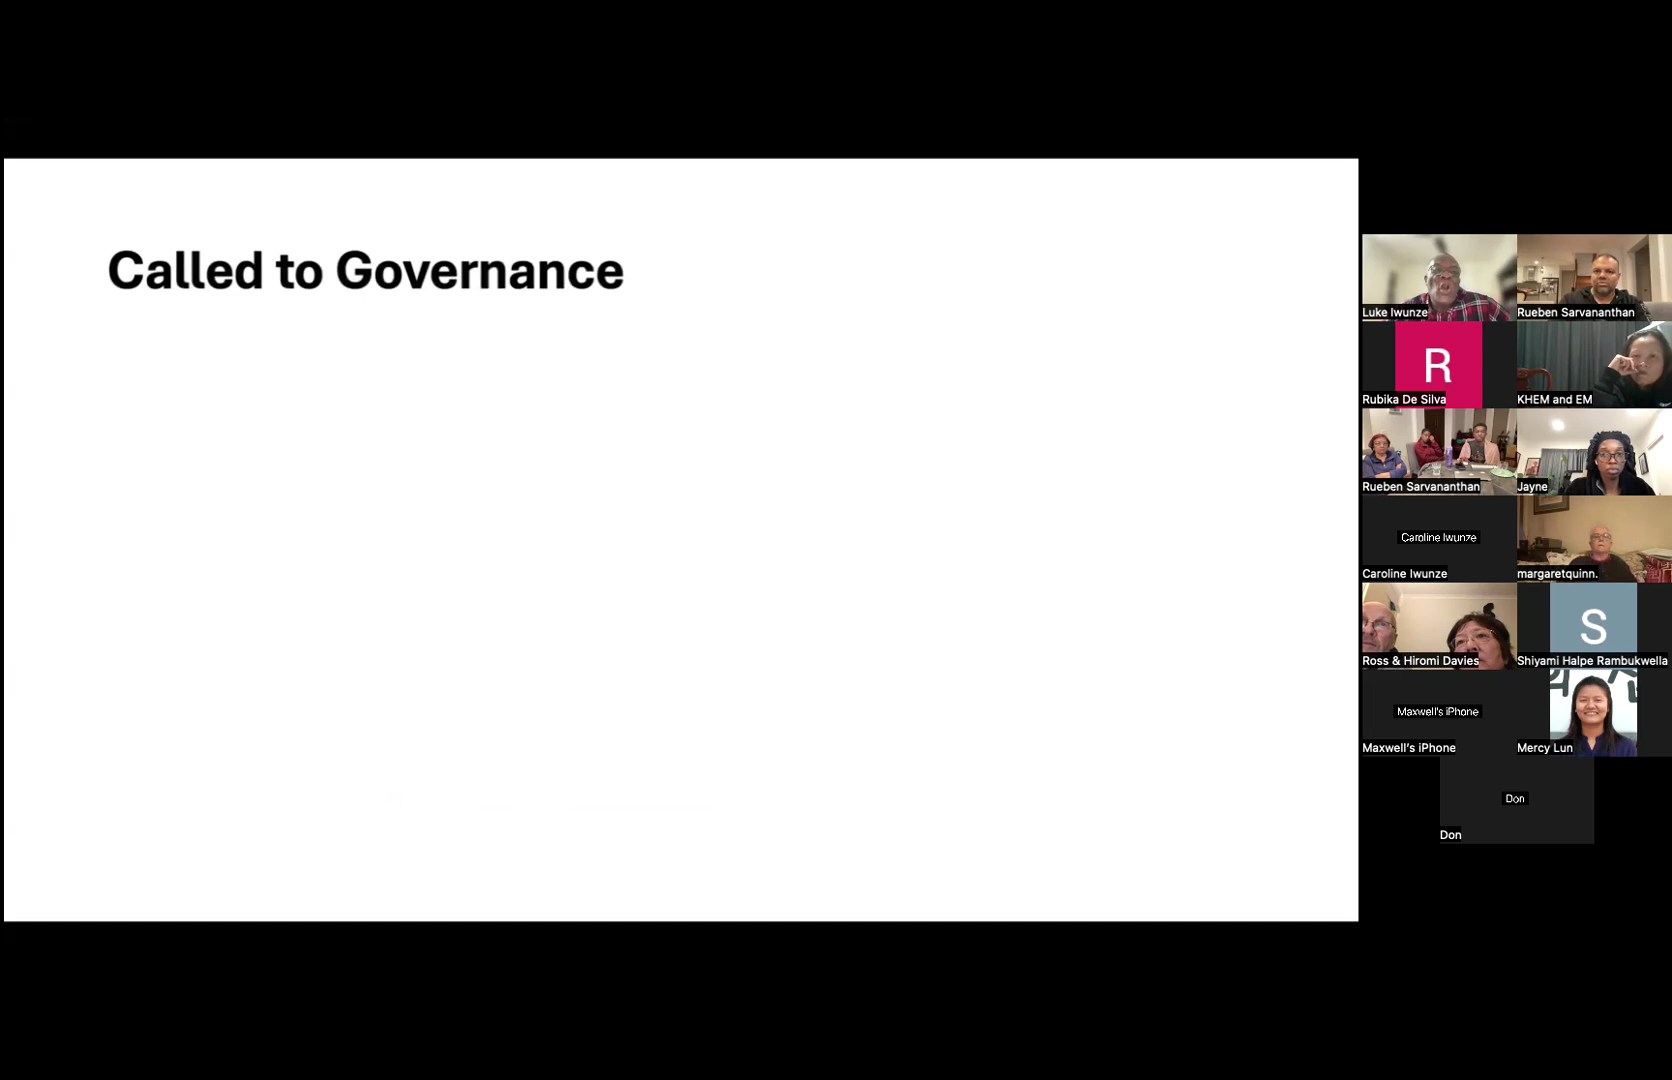 Called to Governance
Luke Iwunze
Rueben Sarvananthan
R
Rubika De Silva
KHEM and EM
Rueben Sarvananthan
Jayne
Caroline Iwunze
Caroline Iwunze
margaretquinn.
Ross & Hiromi Davies
S
Shiyami Halpe Rambukwella
Maxwell's iPhone
Maxwell's iPhone
Mercy Lun
Don
Don